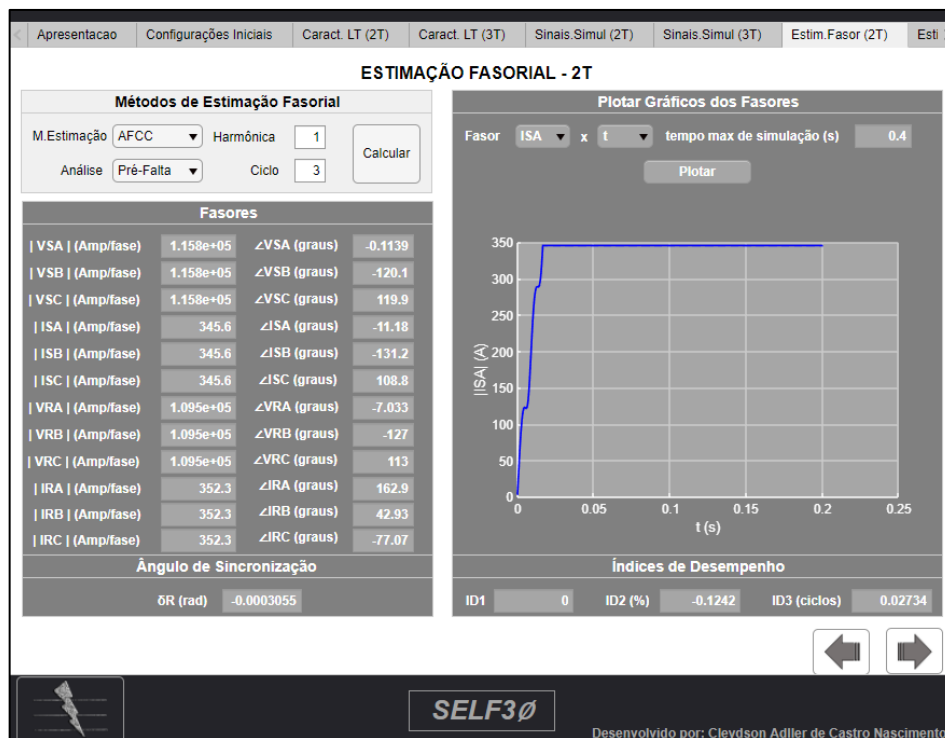 Apresentacao Configurações Iniciais Caract. LT (2T) Caract. LT (3T) Sinais.Simul (2T) Sinais.Simul (3T) Estim.Fasor (2T) Esti
ESTIMAÇÃO FASORIAL - 2T
Métodos de Estimação Fasorial
M.Estimação AFCC Harmônica 1
Análise Pré-Falta Ciclo 3
Calcular
Fasores
| VSA | (Amp/fase) 1.158e+05 ∠VSA (graus) -0.1139
| VSB | (Amp/fase) 1.158e+05 ∠VSB (graus) -120.1
| VSC | (Amp/fase) 1.158e+05 ∠VSC (graus) 119.9
| ISA | (Amp/fase) 345.6 ∠ISA (graus) -11.18
| ISB | (Amp/fase) 345.6 ∠ISB (graus) -131.2
| ISC | (Amp/fase) 345.6 ∠ISC (graus) 108.8
| VRA | (Amp/fase) 1.095e+05 ∠VRA (graus) -7.033
| VRB | (Amp/fase) 1.095e+05 ∠VRB (graus) -127
| VRC | (Amp/fase) 1.095e+05 ∠VRC (graus) 113
| IRA | (Amp/fase) 352.3 ∠IRA (graus) 162.9
| IRB | (Amp/fase) 352.3 ∠IRB (graus) 42.93
| IRC | (Amp/fase) 352.3 ∠IRC (graus) -77.07
Ângulo de Sincronização
δR (rad) -0.0003055
Plotar Gráficos dos Fasores
Fasor ISA x t tempo max de simulação (s) 0.4
Plotar
350
300
250
200
150
100
50
0
|ISA| (A)
0 0.05 0.1 0.15 0.2 0.25
t (s)
Índices de Desempenho
ID1 0 ID2 (%) -0.1242 ID3 (ciclos) 0.02734
SELF3Ø
Desenvolvido por: Cleydson Adller de Castro Nascimento